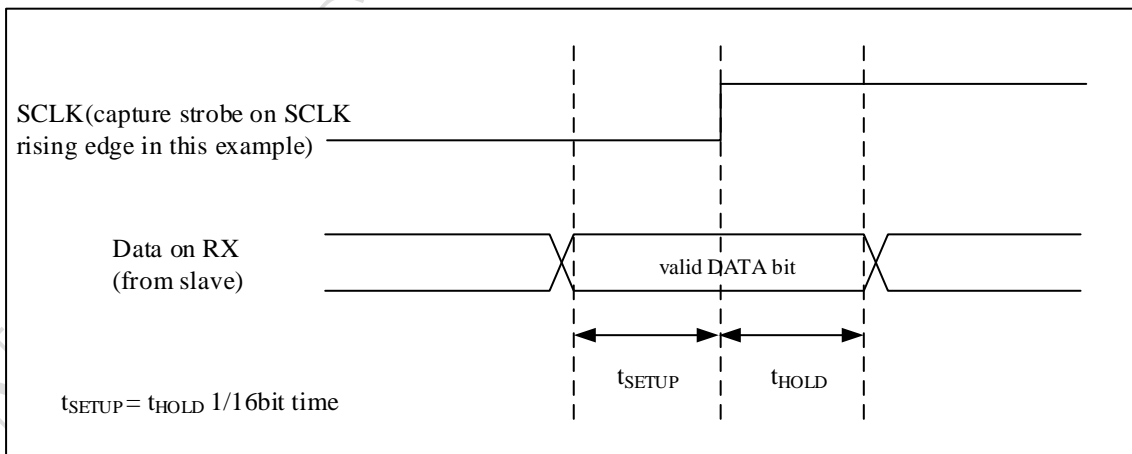 SCLK(capture strobe on SCLK
rising edge in this example)
Data on RX
(from slave)
valid DATA bit
tSETUP
tHOLD
tSETUP= tHOLD 1/16bit time